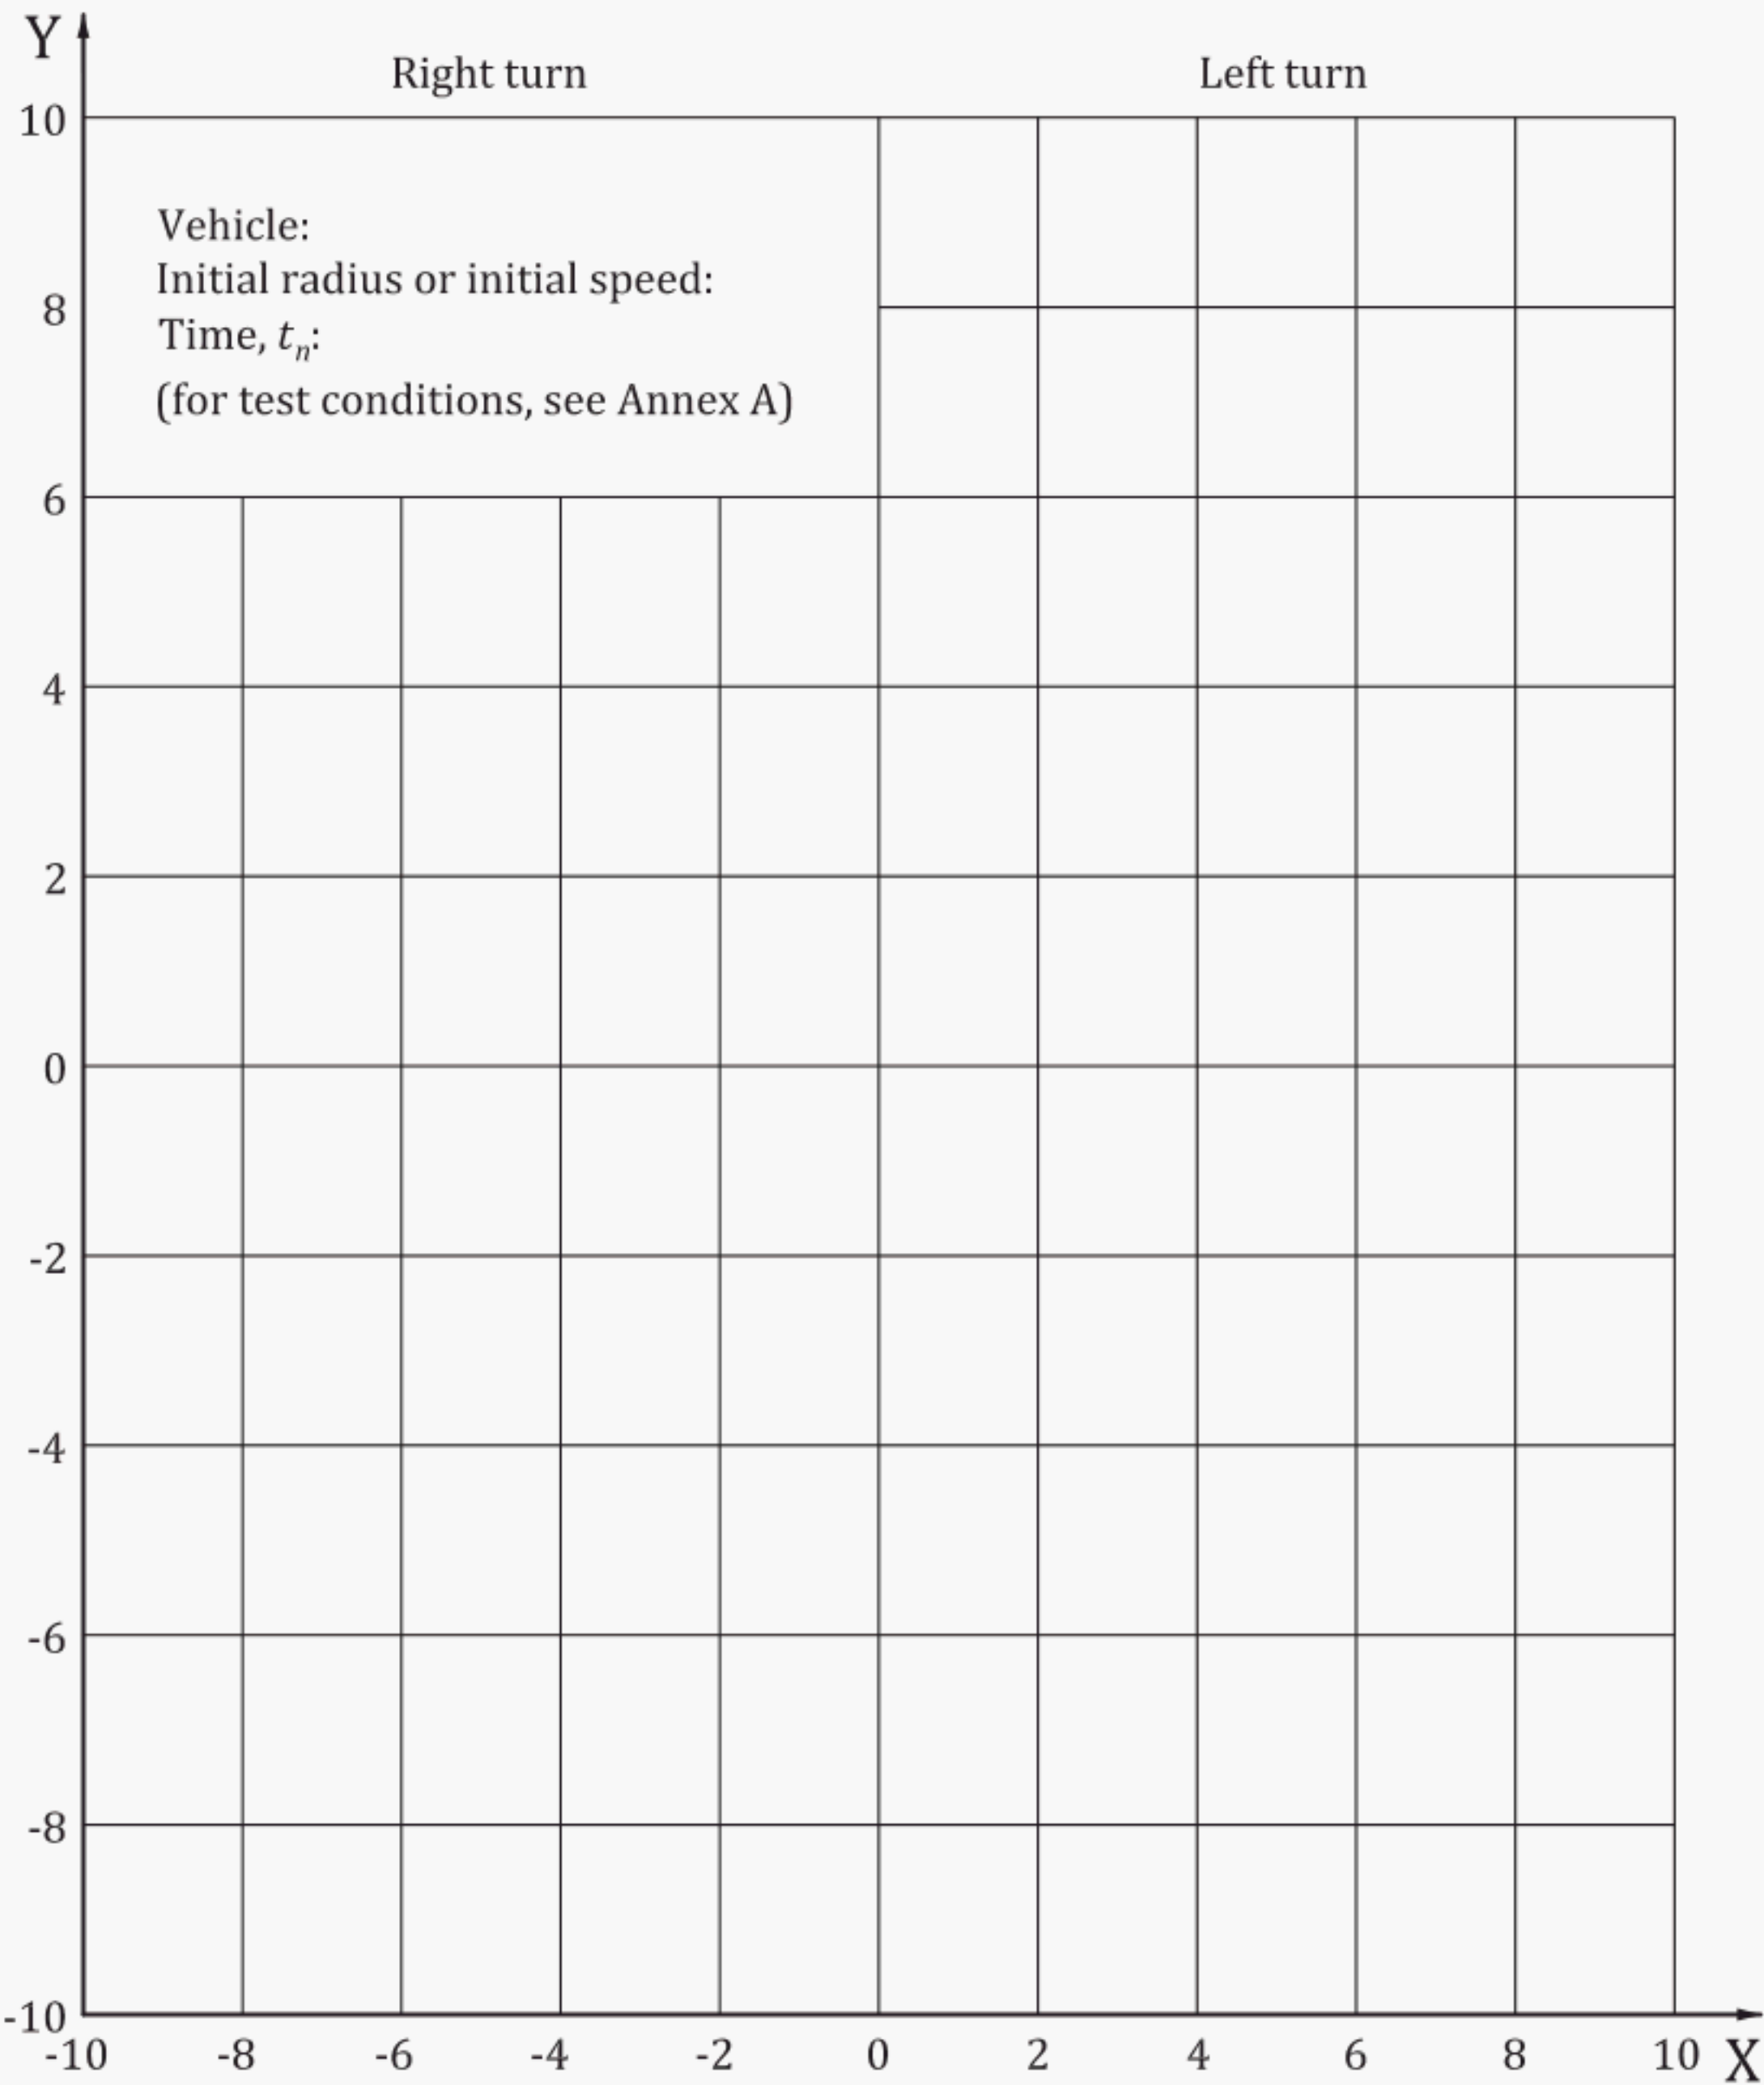 Y
Right turn Left turn
10
Vehicle:
Initial radius or initial speed:
8
Time, tn:
(for test conditions, see Annex A)
6
4
2
0
-2
-4
-6
-8
-10
-10 -8 -6 -4 -2 0 2 4 6 8 10 X